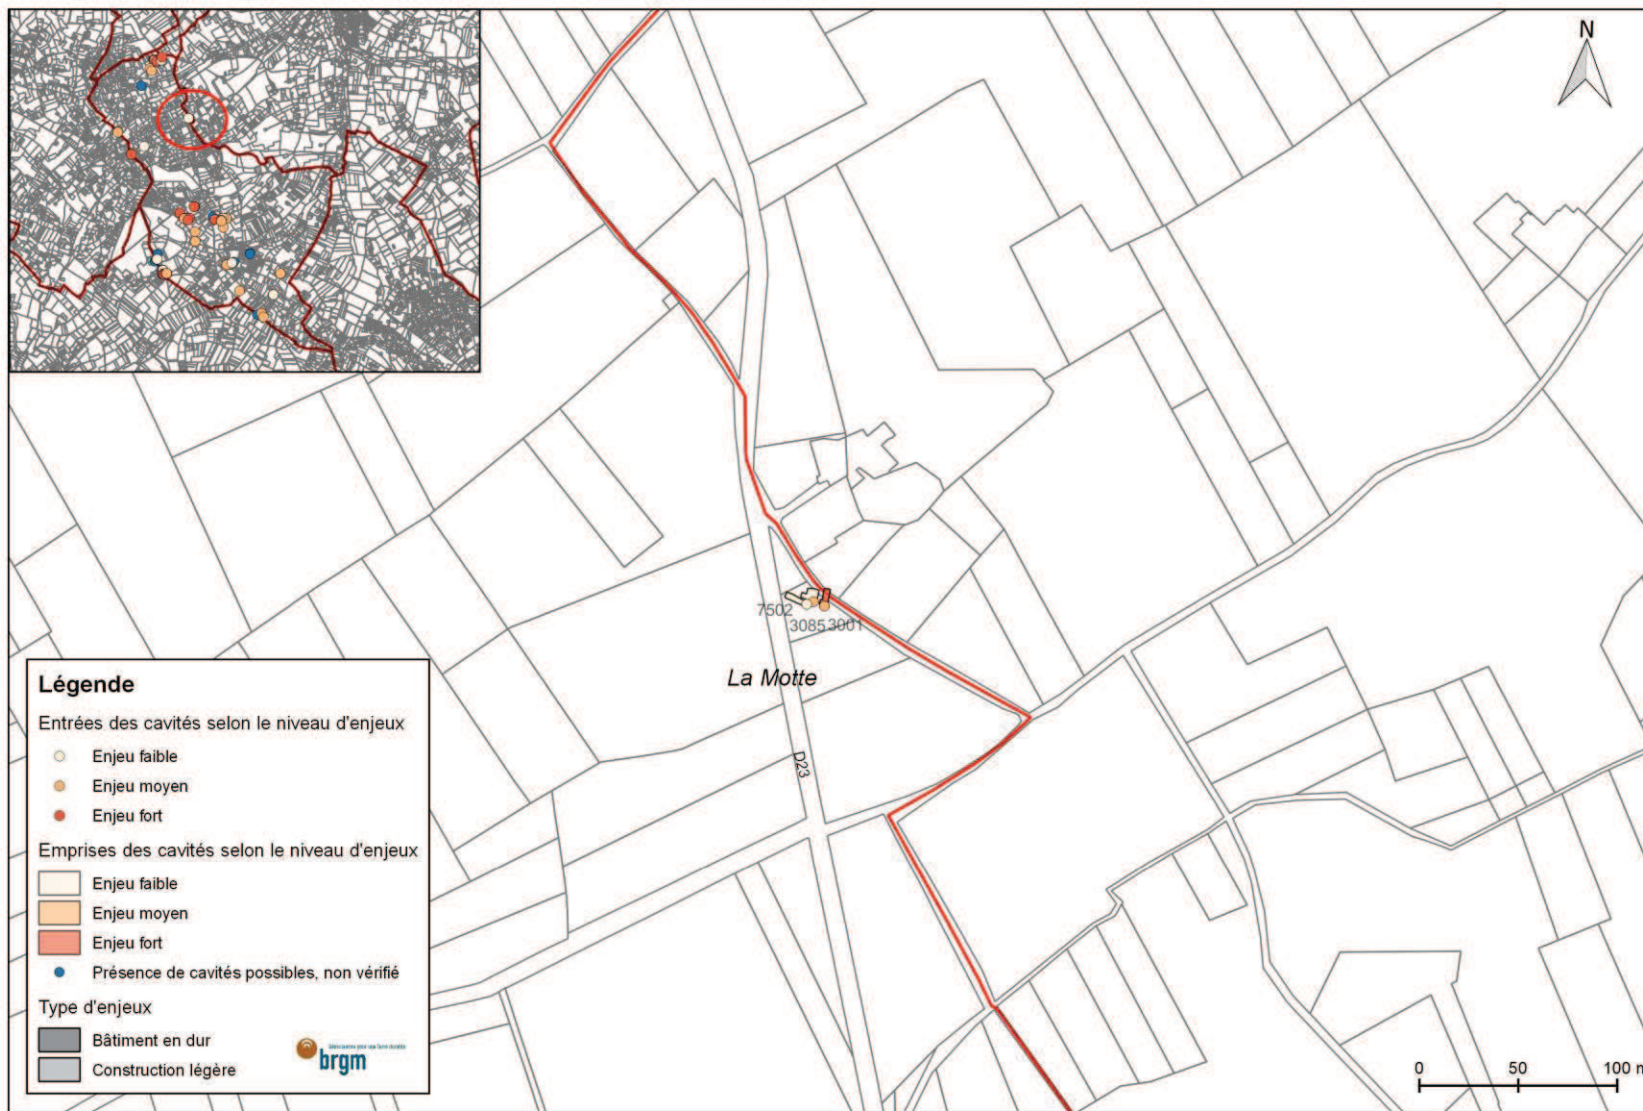 N
7502
3085
3001
La Motte
D23
Légende
Entrées des cavités selon le niveau d'enjeux
Enjeu faible
Enjeu moyen
Enjeu fort
Emprises des cavités selon le niveau d'enjeux
Enjeu faible
Enjeu moyen
Enjeu fort
Présence de cavités possibles, non vérifié
Type d'enjeux
Bâtiment en dur
Construction légère
brgm
0 50 100 m